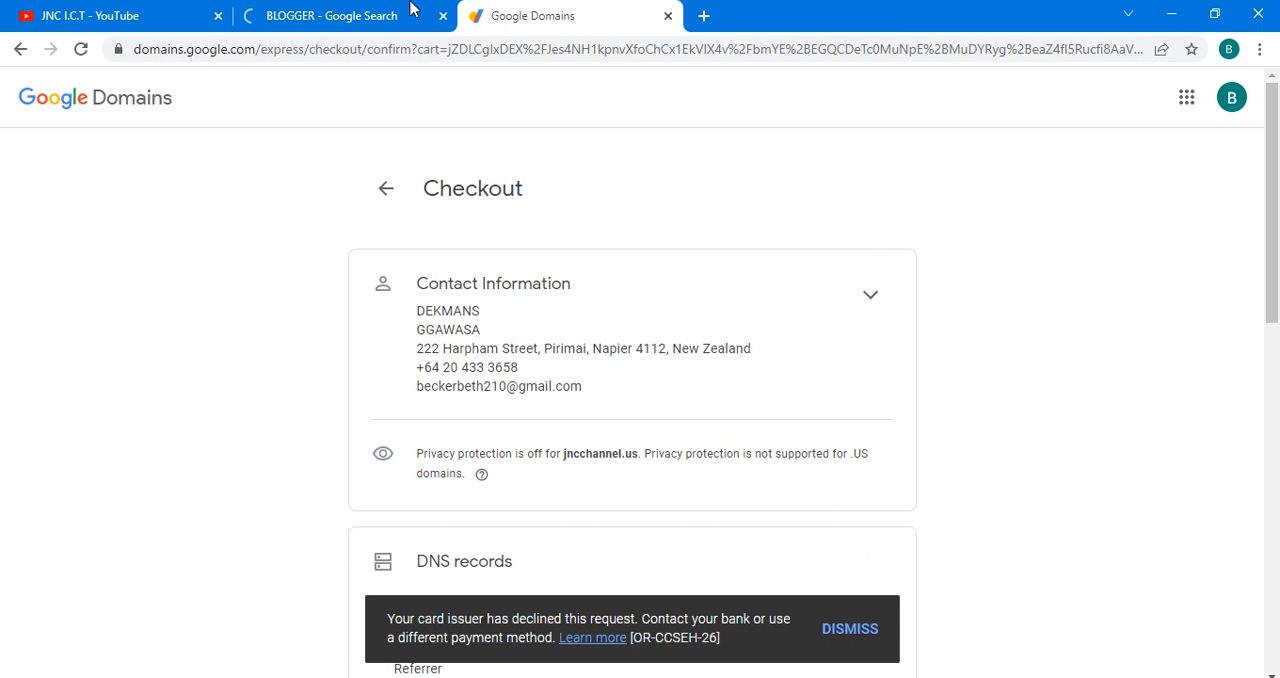 JNC I.C.T - YouTube
BLOGGER - Google Search
Google Domains
domains.google.com/express/checkout/confirm?cart=jZDLCglxDEX%2FJes4NH1kpnvXfoChCx1EkVIX4v%2FbmYE%2BEGQCDeTc0MuNpE%2BMuDYRyg%2BeaZ4fl5Rucfi8AaV...
B
Google Domains
B
Checkout
Contact Information
DEKMANS
GGAWASA
222 Harpham Street, Pirimai, Napier 4112, New Zealand
+64 20 433 3658
beckerbeth210@gmail.com
Privacy protection is off for jncchannel.us. Privacy protection is not supported for .US
domains.
DNS records
Your card issuer has declined this request. Contact your bank or use
a different payment method. Learn more [OR-CCSEH-26]
DISMISS
Referrer